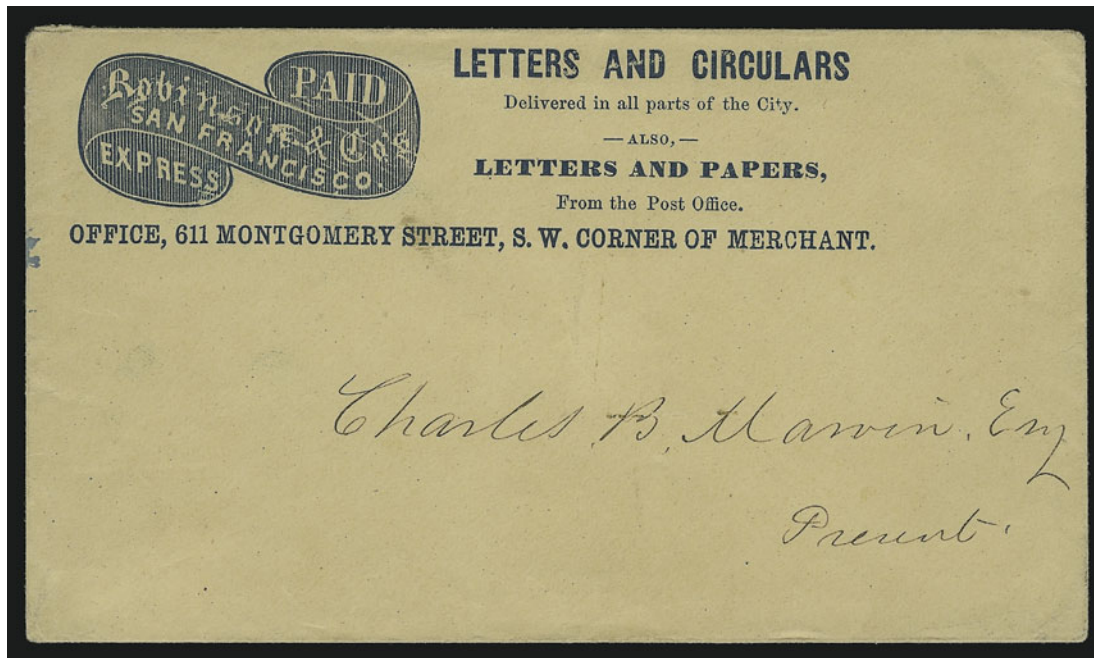 Robinson & Co's
PAID
SAN FRANCISCO.
EXPRESS
LETTERS AND CIRCULARS
Delivered in all parts of the City.
— ALSO, —
LETTERS AND PAPERS,
From the Post Office.
OFFICE, 611 MONTGOMERY STREET, S. W. CORNER OF MERCHANT.
Charles B. Marvin. Esq
Present.